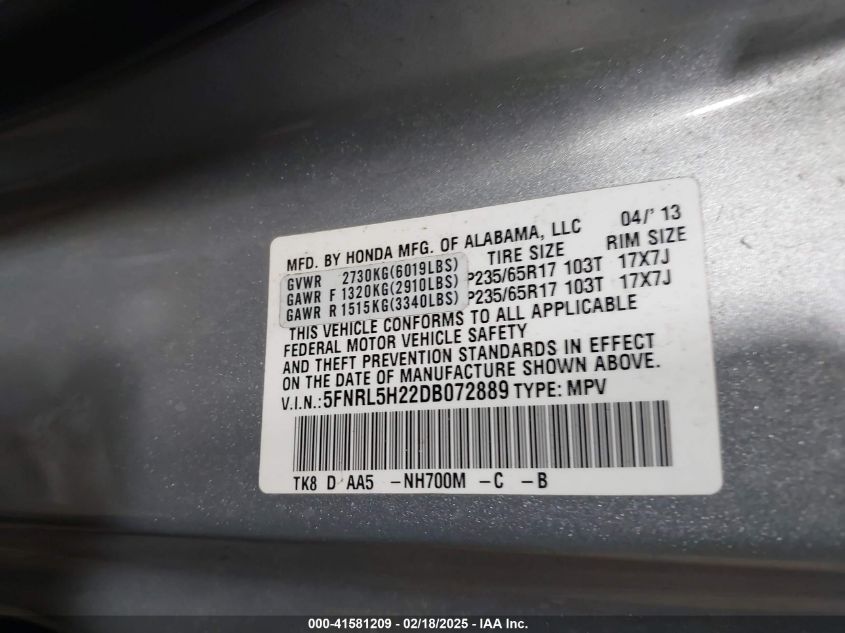 MFD. BY HONDA MFG. OF ALABAMA, LLC 04/'13
TIRE SIZE RIM SIZE
GVWR 2730KG(6019LBS)
GAWR F 1320KG(2910LBS) P235/65R17 103T 17X7J
GAWR R 1515KG(3340LBS) P235/65R17 103T 17X7J
THIS VEHICLE CONFORMS TO ALL APPLICABLE
FEDERAL MOTOR VEHICLE SAFETY
AND THEFT PREVENTION STANDARDS IN EFFECT
ON THE DATE OF MANUFACTURE SHOWN ABOVE.
V.I.N.:5FNRL5H22DB072889 TYPE: MPV
TK8 D AA5 -NH700M -C -B
000-41581209 - 02/18/2025 - IAA Inc.